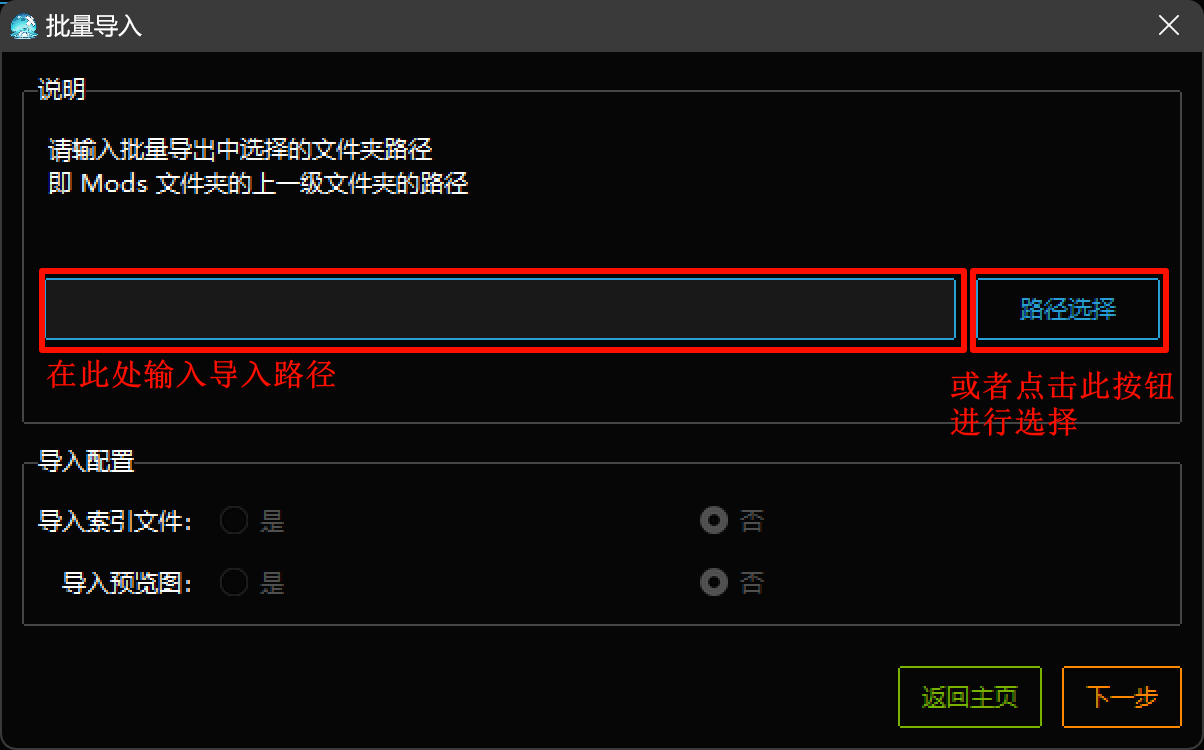 批量导入
说明
请输入批量导出中选择的文件夹路径
即 Mods 文件夹的上一级文件夹的路径
路径选择
在此处输入导入路径
或者点击此按钮
进行选择
导入配置
导入索引文件: 是 否
导入预览图: 是 否
返回主页 下一步